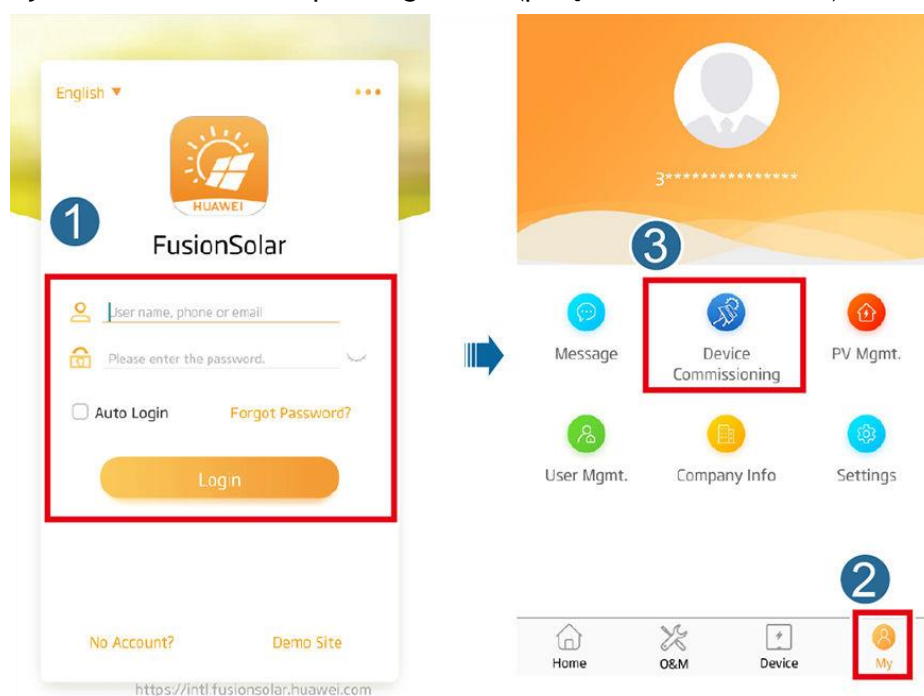 English ▼
HUAWEI
1
FusionSolar
User name, phone or email
Please enter the password.
Auto Login Forgot Password?
Login
No Account? Demo Site
https://intl.fusionsolar.huawei.com
3***************
3
Message Device Commissioning PV Mgmt.
User Mgmt. Company Info Settings
2
Home O&M Device My